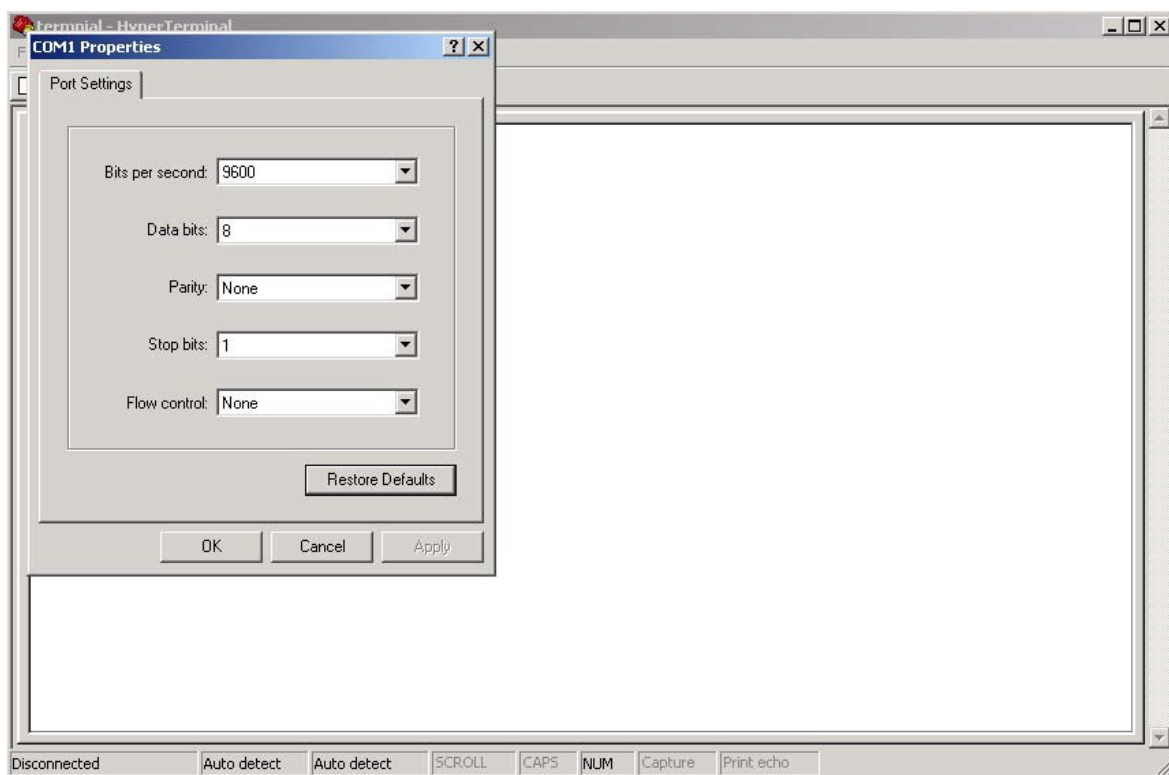 termpial - HyperTerminal
F
COM1 Properties
Port Settings
Bits per second: 9600
Data bits: 8
Parity: None
Stop bits: 1
Flow control: None
Restore Defaults
OK Cancel Apply
Disconnected Auto detect Auto detect SCROLL CAPS NUM Capture Print echo